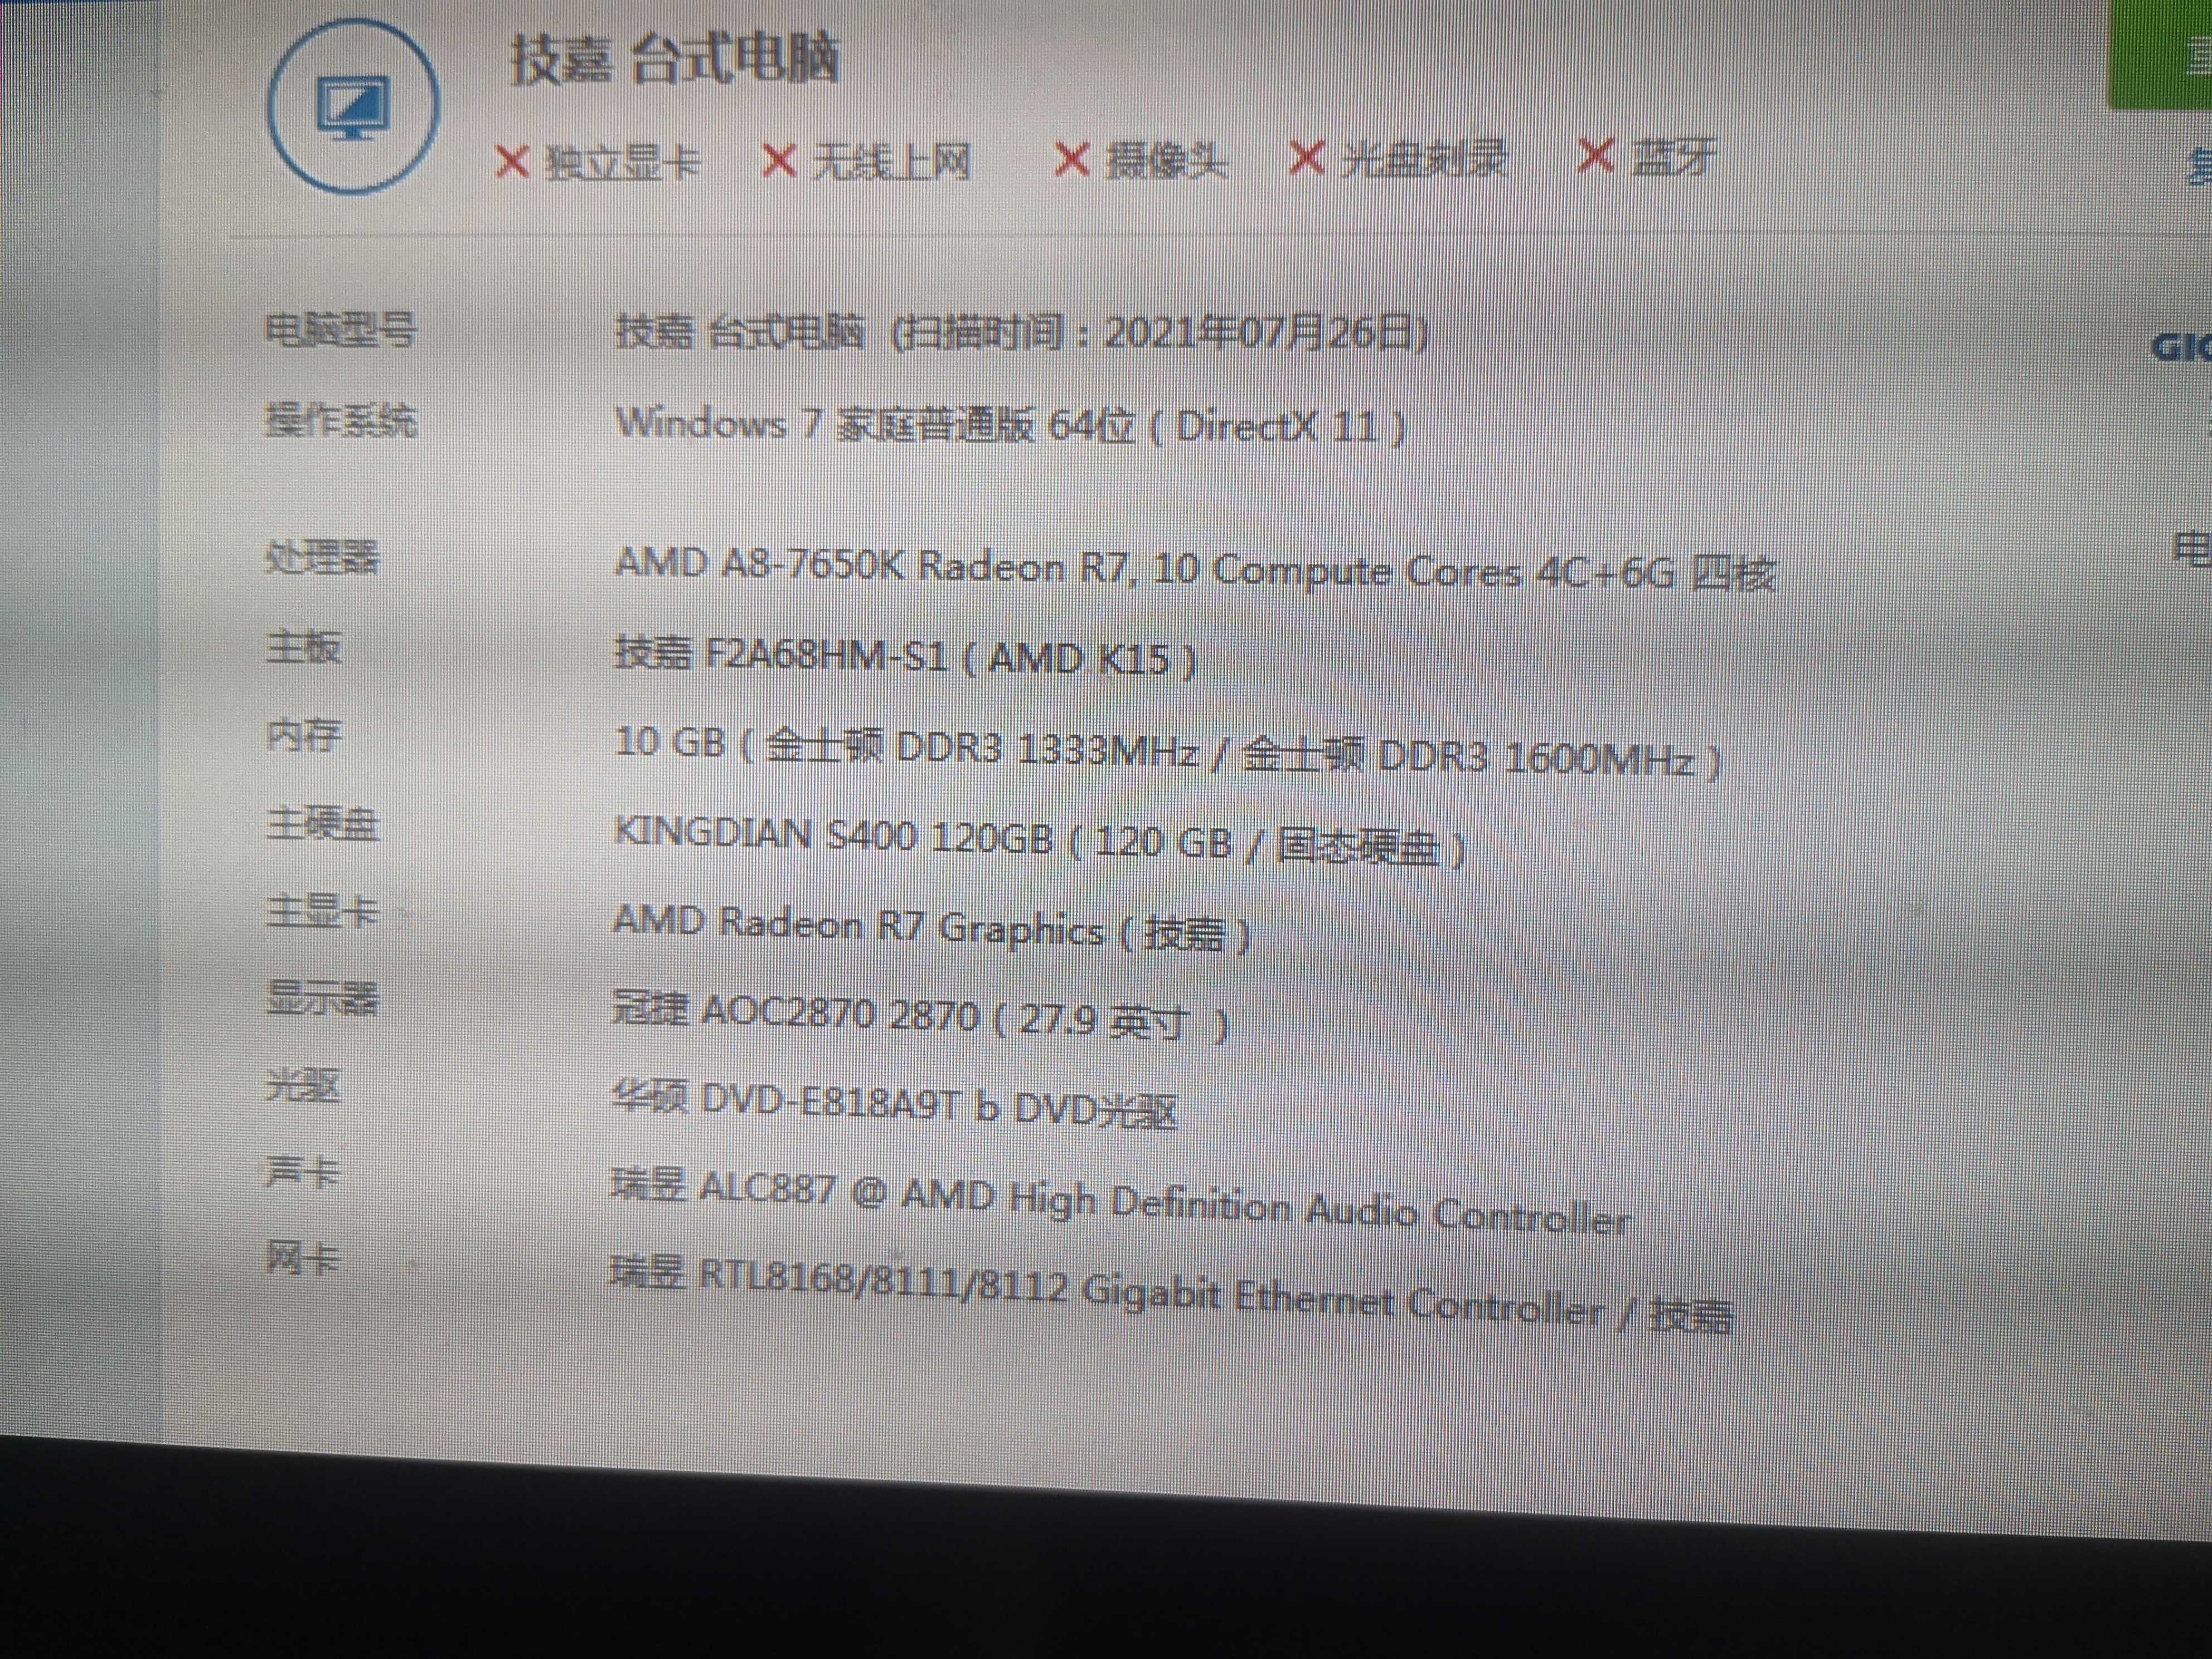 技嘉 台式电脑
独立显卡 无线上网 摄像头 光盘刻录 蓝牙
电脑型号 技嘉 台式电脑 (扫描时间：2021年07月26日)
操作系统 Windows 7 家庭普通版 64位 ( DirectX 11 )
处理器 AMD A8-7650K Radeon R7, 10 Compute Cores 4C+6G 四核
主板 技嘉 F2A68HM-S1 ( AMD K15 )
内存 10 GB ( 金士顿 DDR3 1333MHz / 金士顿 DDR3 1600MHz )
主硬盘 KINGDIAN S400 120GB ( 120 GB / 固态硬盘 )
主显卡 AMD Radeon R7 Graphics ( 技嘉 )
显示器 冠捷 AOC2870 2870 ( 27.9 英寸 )
光驱 华硕 DVD-E818A9T b DVD光驱
声卡 瑞昱 ALC887 @ AMD High Definition Audio Controller
网卡 瑞昱 RTL8168/8111/8112 Gigabit Ethernet Controller / 技嘉